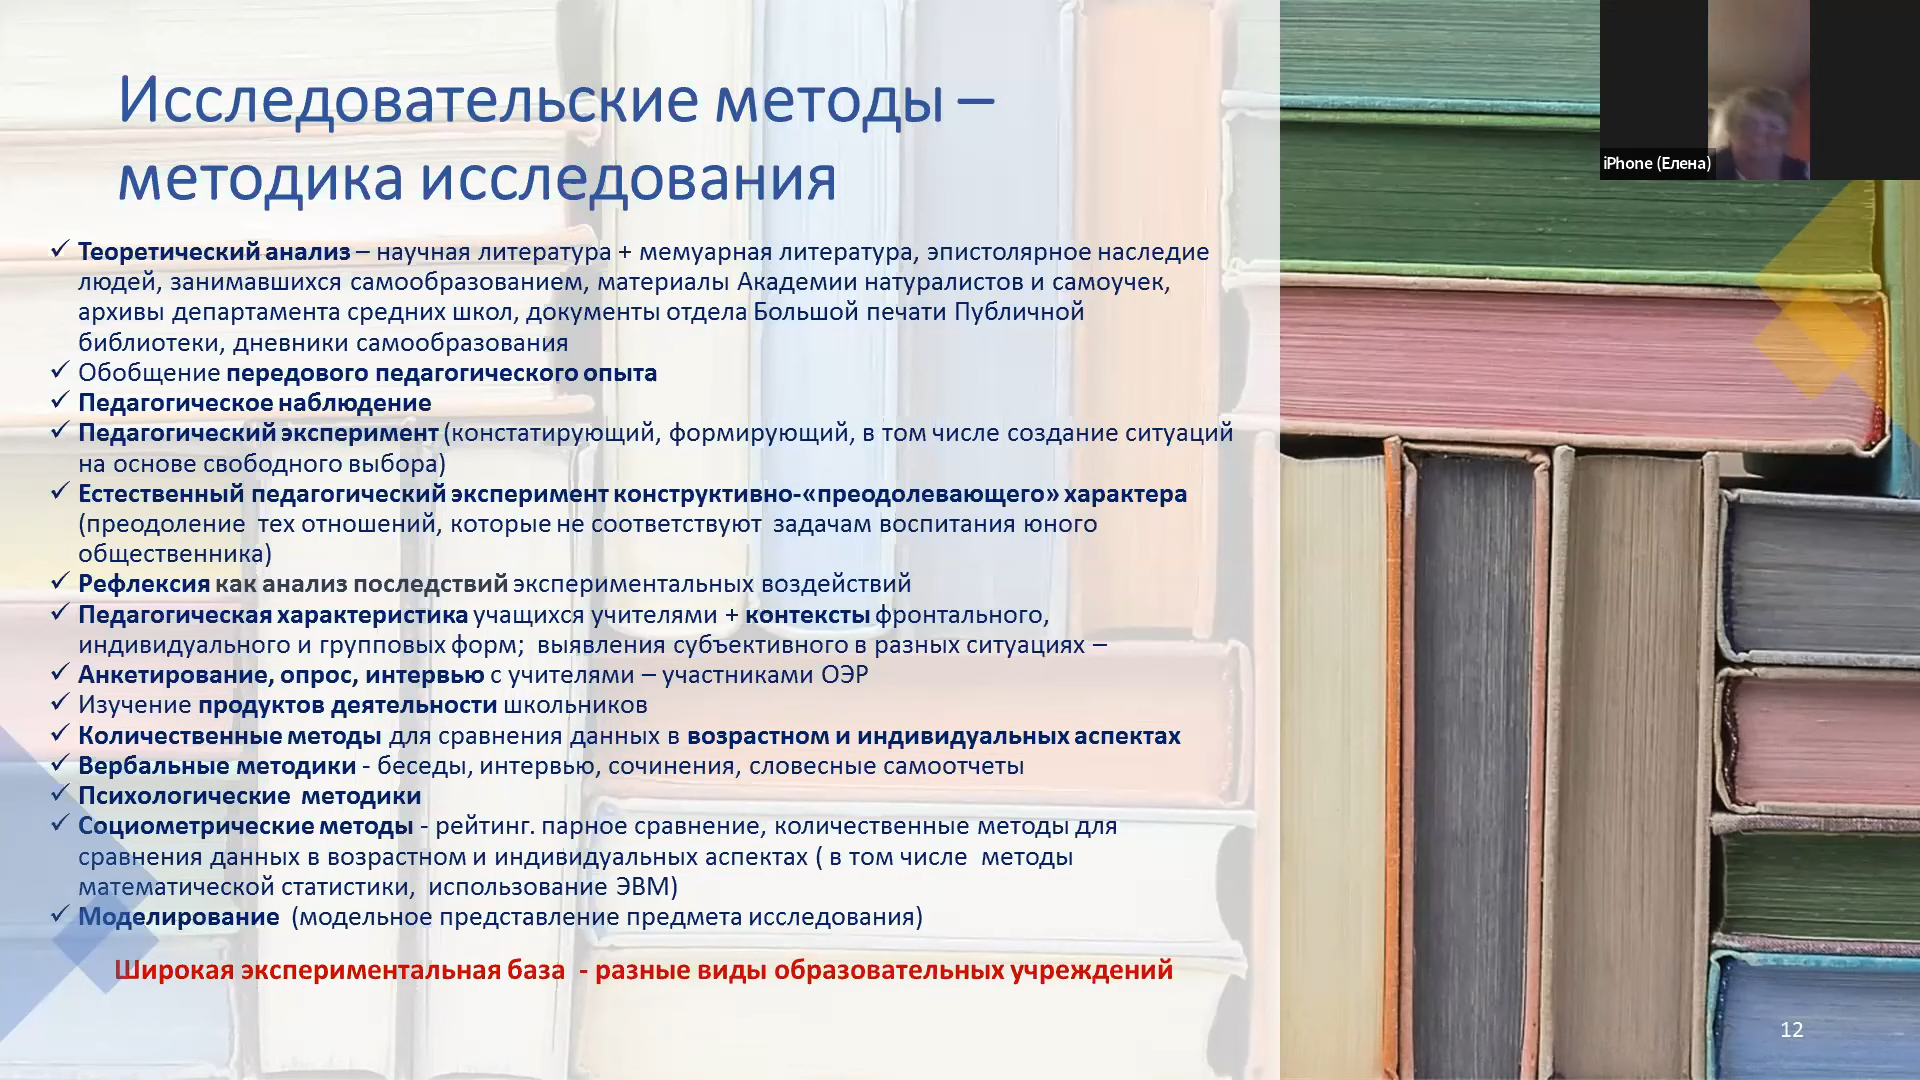 Исследовательские методы –
методика исследования
iPhone (Елена)
✓ Теоретический анализ – научная литература + мемуарная литература, эпистолярное наследие
людей, занимавшихся самообразованием, материалы Академии натуралистов и самоучек,
архивы департамента средних школ, документы отдела Большой печати Публичной
библиотеки, дневники самообразования
✓ Обобщение передового педагогического опыта
✓ Педагогическое наблюдение
✓ Педагогический эксперимент (констатирующий, формирующий, в том числе создание ситуаций
на основе свободного выбора)
✓ Естественный педагогический эксперимент конструктивно-«преодолевающего» характера
(преодоление тех отношений, которые не соответствуют задачам воспитания юного
общественника)
✓ Рефлексия как анализ последствий экспериментальных воздействий
✓ Педагогическая характеристика учащихся учителями + контексты фронтального,
индивидуального и групповых форм; выявления субъективного в разных ситуациях –
✓ Анкетирование, опрос, интервью с учителями – участниками ОЭР
✓ Изучение продуктов деятельности школьников
✓ Количественные методы для сравнения данных в возрастном и индивидуальных аспектах
✓ Вербальные методики - беседы, интервью, сочинения, словесные самоотчеты
✓ Психологические методики
✓ Социометрические методы - рейтинг. парное сравнение, количественные методы для
сравнения данных в возрастном и индивидуальных аспектах ( в том числе методы
математической статистики, использование ЭВМ)
✓ Моделирование (модельное представление предмета исследования)
Широкая экспериментальная база - разные виды образовательных учреждений
12